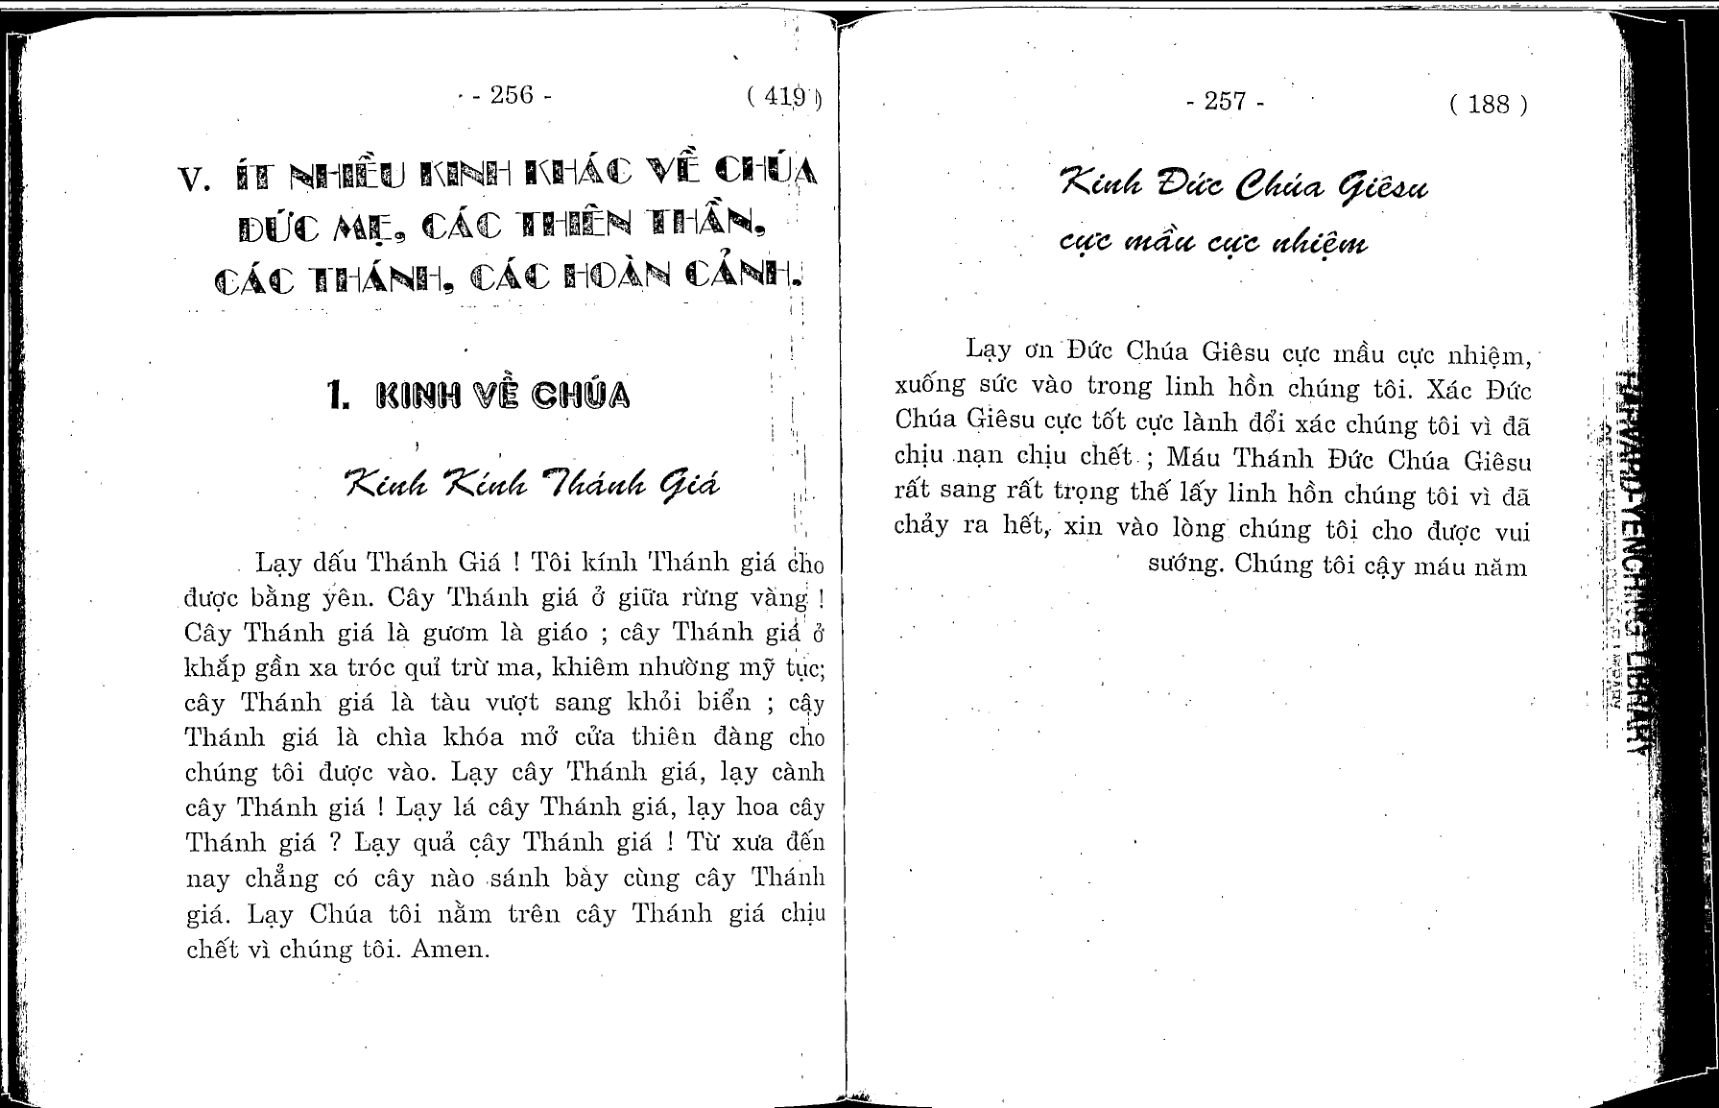 - 256 -
( 419 )
V. ÍT NHIỀU KINH KHÁC VỀ CHÚA
ĐỨC MẸ, CÁC THIÊN THẦN,
CÁC THÁNH, CÁC HOÀN CẢNH.
1. KINH VỀ CHÚA
Kinh Kính Thánh Giá
Lạy dấu Thánh Giá ! Tôi kính Thánh giá cho
được bằng yên. Cây Thánh giá ở giữa rừng vàng !
Cây Thánh giá là gươm là giáo ; cây Thánh giá ở
khắp gần xa tróc quỉ trừ ma, khiêm nhường mỹ tục;
cây Thánh giá là tàu vượt sang khỏi biển ; cây
Thánh giá là chìa khóa mở cửa thiên đàng cho
chúng tôi được vào. Lạy cây Thánh giá, lạy cành
cây Thánh giá ! Lạy lá cây Thánh giá, lạy hoa cây
Thánh giá ? Lạy quả cây Thánh giá ! Từ xưa đến
nay chẳng có cây nào sánh bày cùng cây Thánh
giá. Lạy Chúa tôi nằm trên cây Thánh giá chịu
chết vì chúng tôi. Amen.
- 257 -
( 188 )
Kinh Đức Chúa Giêsu
cực mầu cực nhiệm
Lạy ơn Đức Chúa Giêsu cực mầu cực nhiệm,
xuống sức vào trong linh hồn chúng tôi. Xác Đức
Chúa Giêsu cực tốt cực lành đổi xác chúng tôi vì đã
chịu nạn chịu chết ; Máu Thánh Đức Chúa Giêsu
rất sang rất trọng thế lấy linh hồn chúng tôi vì đã
chảy ra hết, xin vào lòng chúng tôi cho được vui
sướng. Chúng tôi cậy máu năm
HARVARD-YENCHING LIBRARY